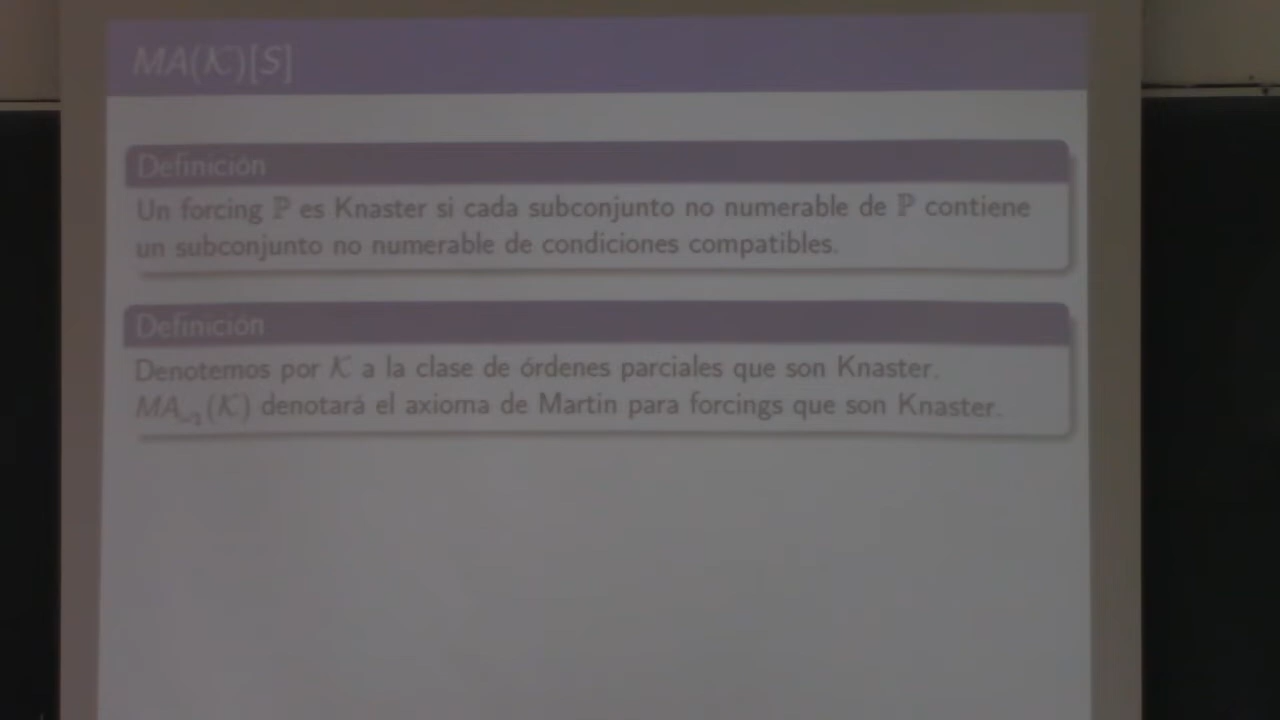 MA(𝒦)[S]
Definición
Un forcing ℙ es Knaster si cada subconjunto no numerable de ℙ contiene
un subconjunto no numerable de condiciones compatibles.
Definición
Denotemos por 𝒦 a la clase de órdenes parciales que son Knaster.
MA_ω₁(𝒦) denotará el axioma de Martin para forcings que son Knaster.